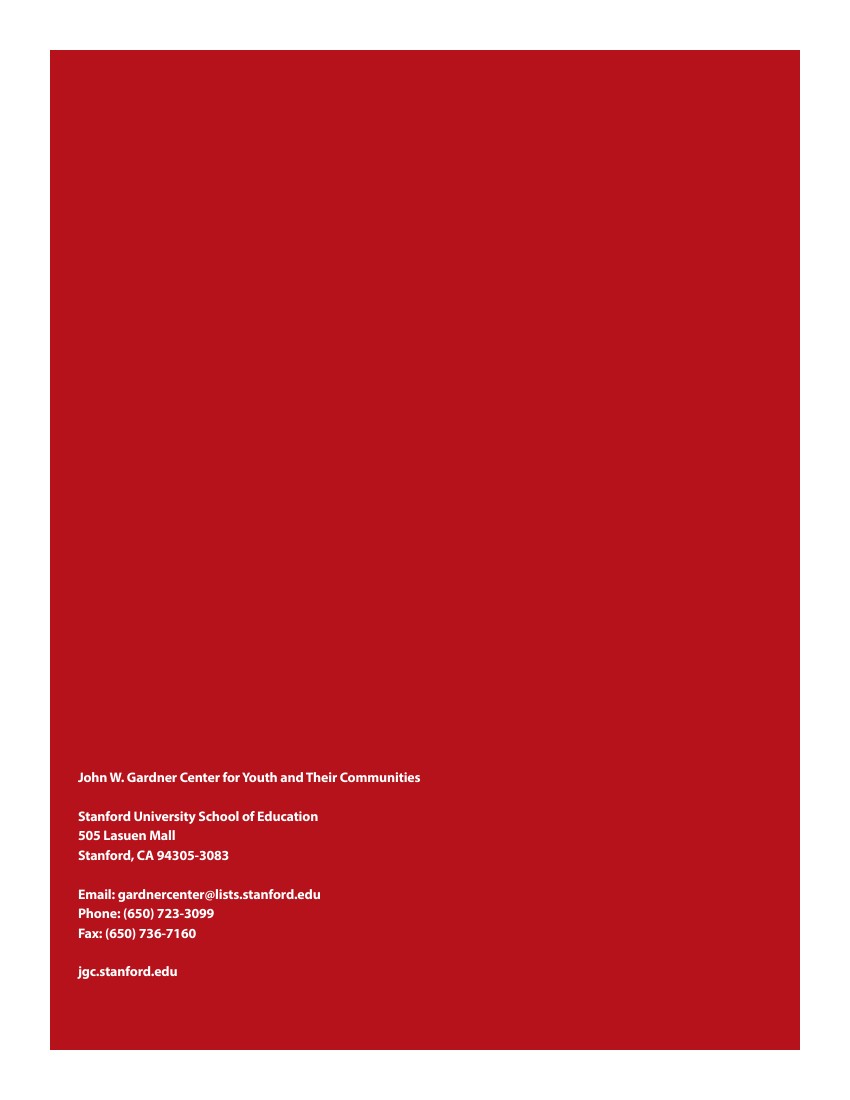 John W. Gardner Center for Youth and Their Communities
Stanford University School of Education
505 Lasuen Mall
Stanford, CA 94305-3083
Email: gardnercenter@lists.stanford.edu
Phone: (650) 723-3099
Fax: (650) 736-7160
jgc.stanford.edu